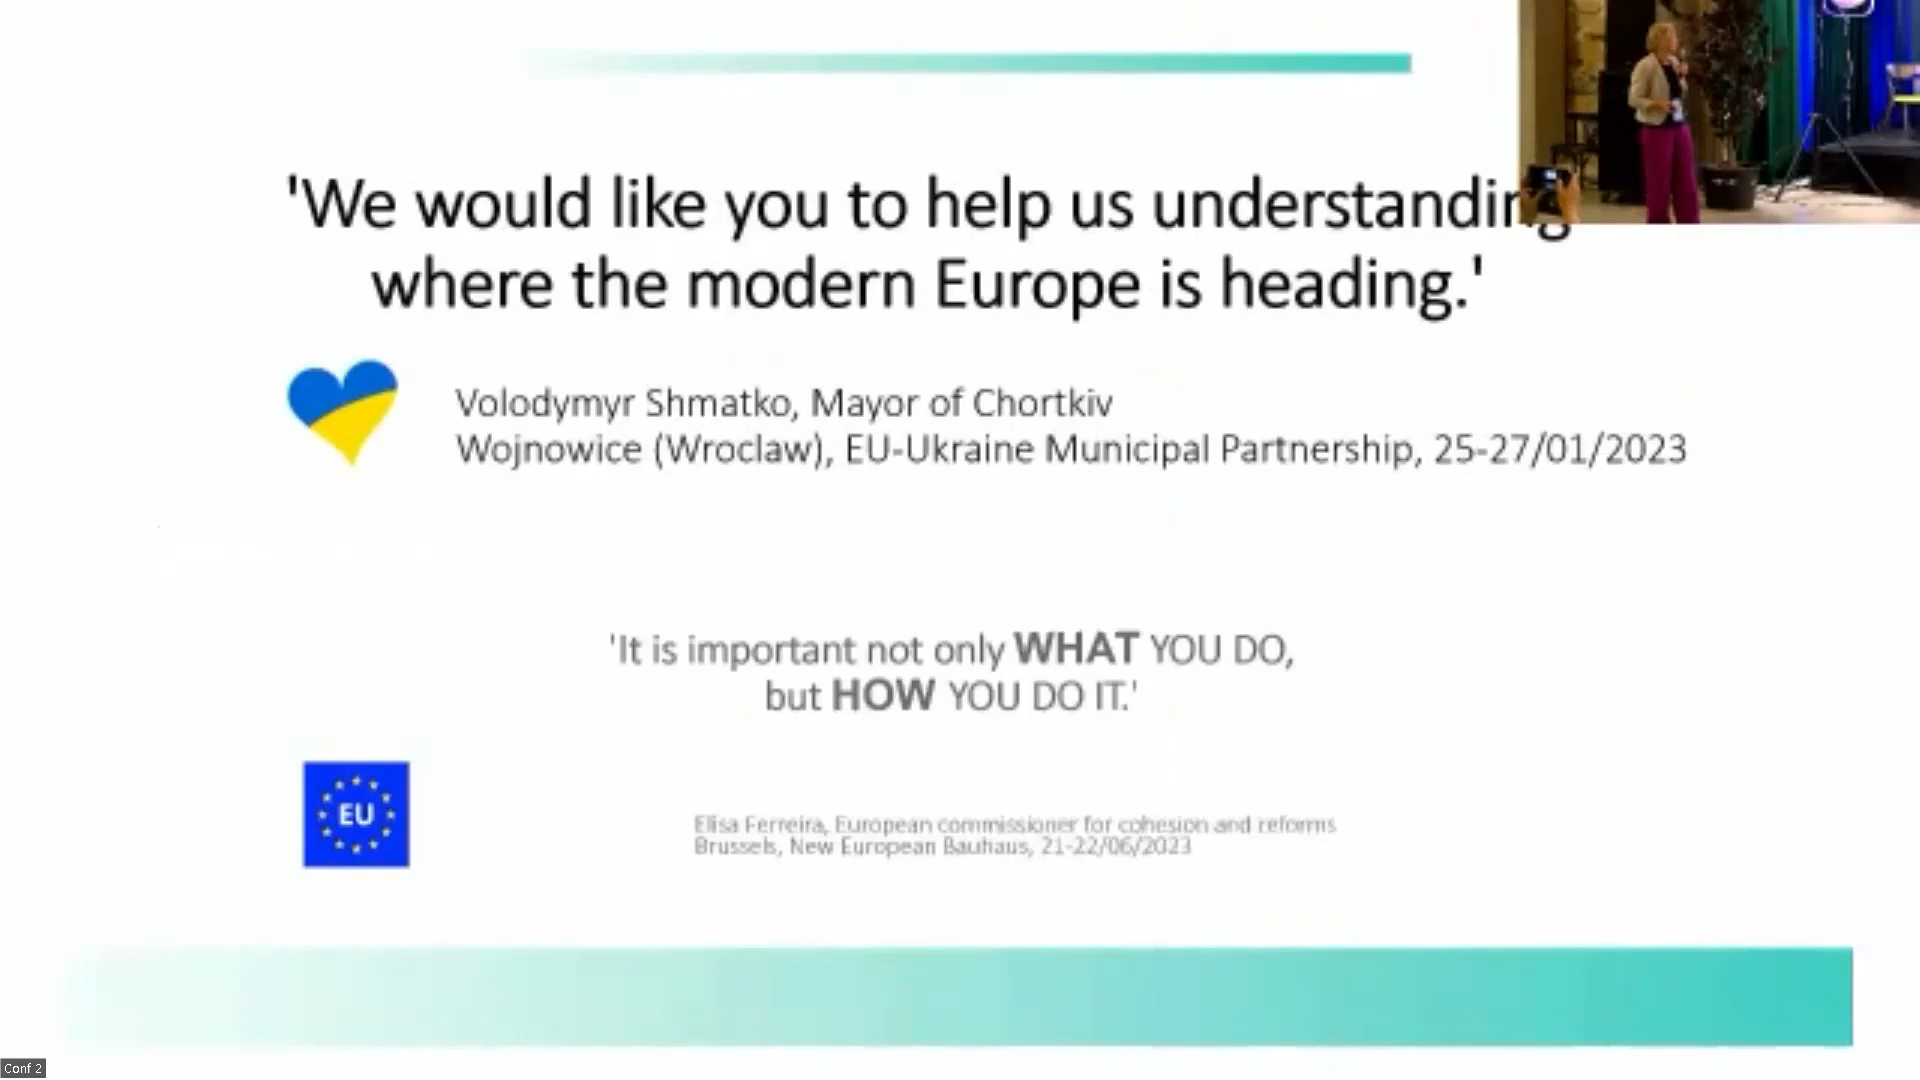 'We would like you to help us understanding
where the modern Europe is heading.'
Volodymyr Shmatko, Mayor of Chortkiv
Wojnowice (Wroclaw), EU-Ukraine Municipal Partnership, 25-27/01/2023
'It is important not only WHAT YOU DO,
but HOW YOU DO IT.'
EU
Elisa Ferreira, European commissioner for cohesion and reforms
Brussels, New European Bauhaus, 21-22/06/2023
Conf 2